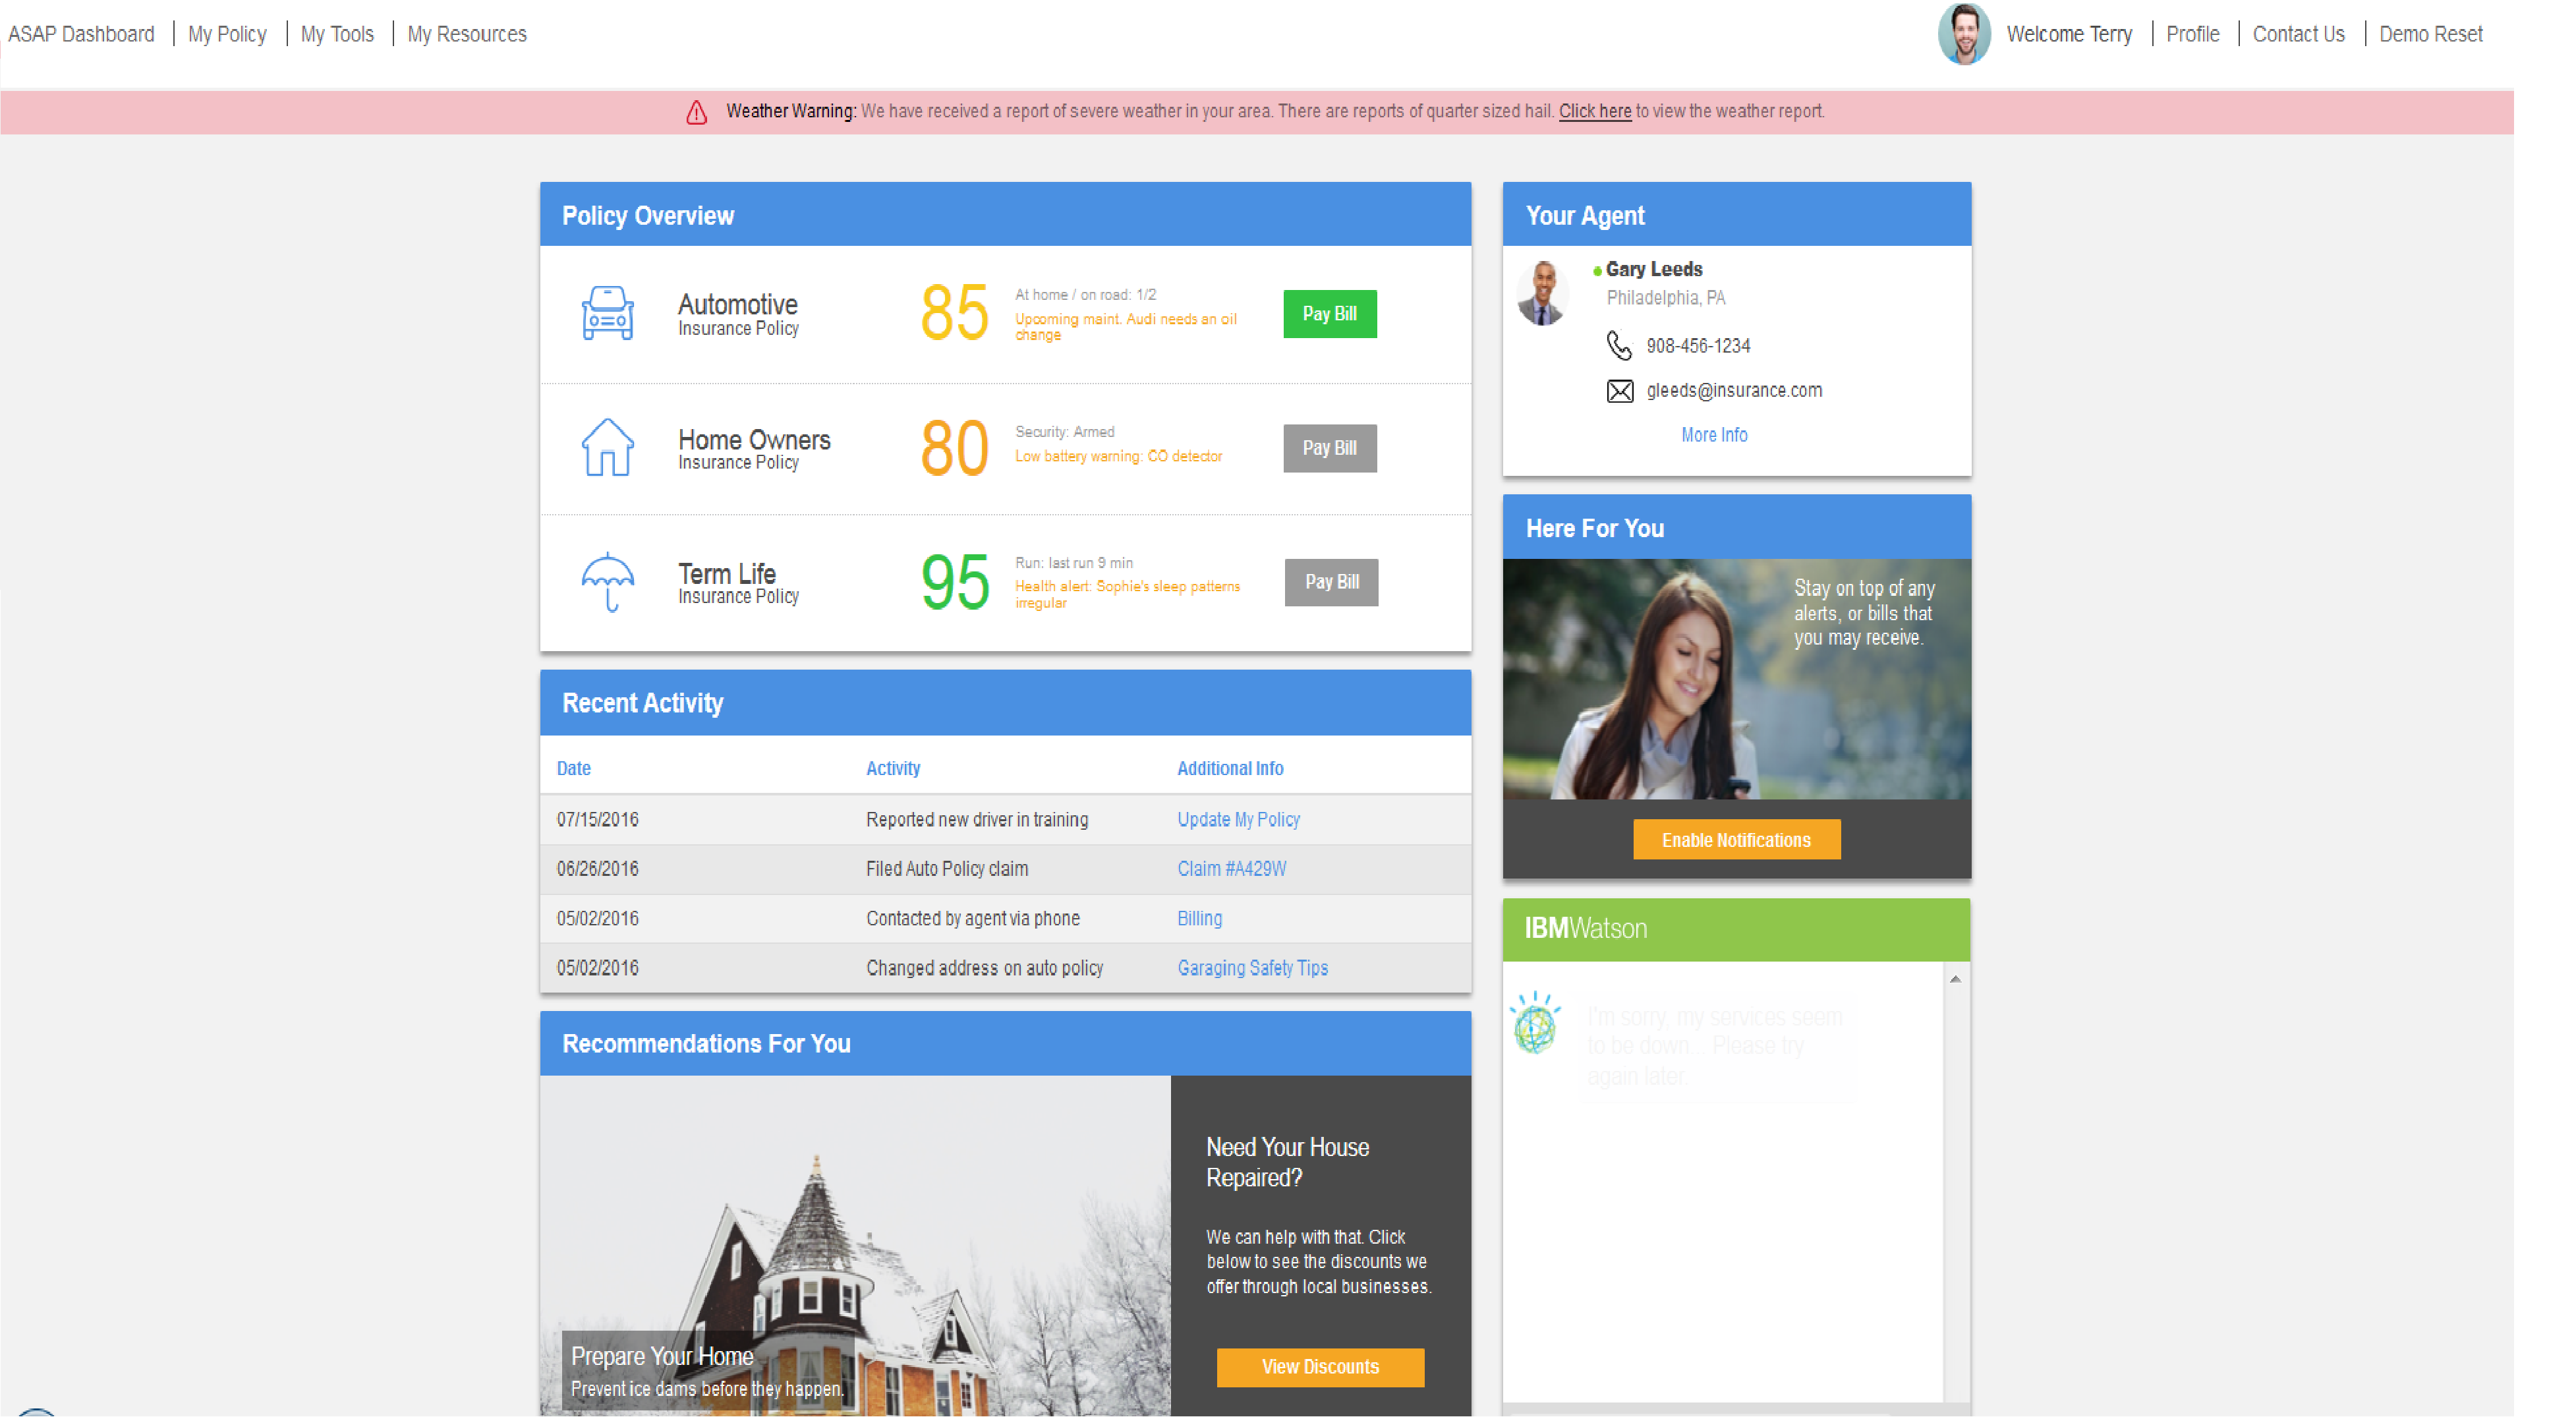 ASAP Dashboard | My Policy | My Tools | My Resources
Welcome Terry | Profile | Contact Us | Demo Reset
Weather Warning: We have received a report of severe weather in your area. There are reports of quarter sized hail. Click here to view the weather report.
Policy Overview
Automotive
Insurance Policy
85
At home / on road: 1/2
Upcoming maint. Audi needs an oil
change
Pay Bill
Home Owners
Insurance Policy
80
Security: Armed
Low battery warning: CO detector
Pay Bill
Term Life
Insurance Policy
95
Run: last run 9 min
Health alert: Sophie's sleep patterns
irregular
Pay Bill
Recent Activity
Date Activity Additional Info
07/15/2016 Reported new driver in training Update My Policy
06/26/2016 Filed Auto Policy claim Claim #A429W
05/02/2016 Contacted by agent via phone Billing
05/02/2016 Changed address on auto policy Garaging Safety Tips
Recommendations For You
Prepare Your Home
Prevent ice dams before they happen.
Need Your House
Repaired?
We can help with that. Click
below to see the discounts we
offer through local businesses.
View Discounts
Your Agent
Gary Leeds
Philadelphia, PA
908-456-1234
gleeds@insurance.com
More Info
Here For You
Stay on top of any
alerts, or bills that
you may receive.
Enable Notifications
IBMWatson
I'm sorry, my services seem
to be down... Please try
again later.